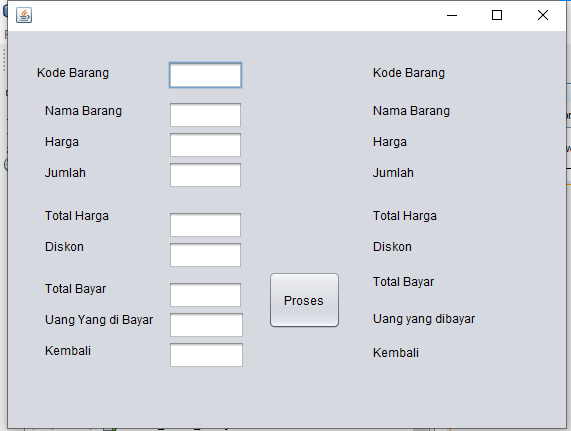 Kode Barang
Kode Barang
Nama Barang
Nama Barang
Harga
Harga
Jumlah
Jumlah
Total Harga
Total Harga
Diskon
Diskon
Total Bayar
Total Bayar
Proses
Uang Yang di Bayar
Uang yang dibayar
Kembali
Kembali